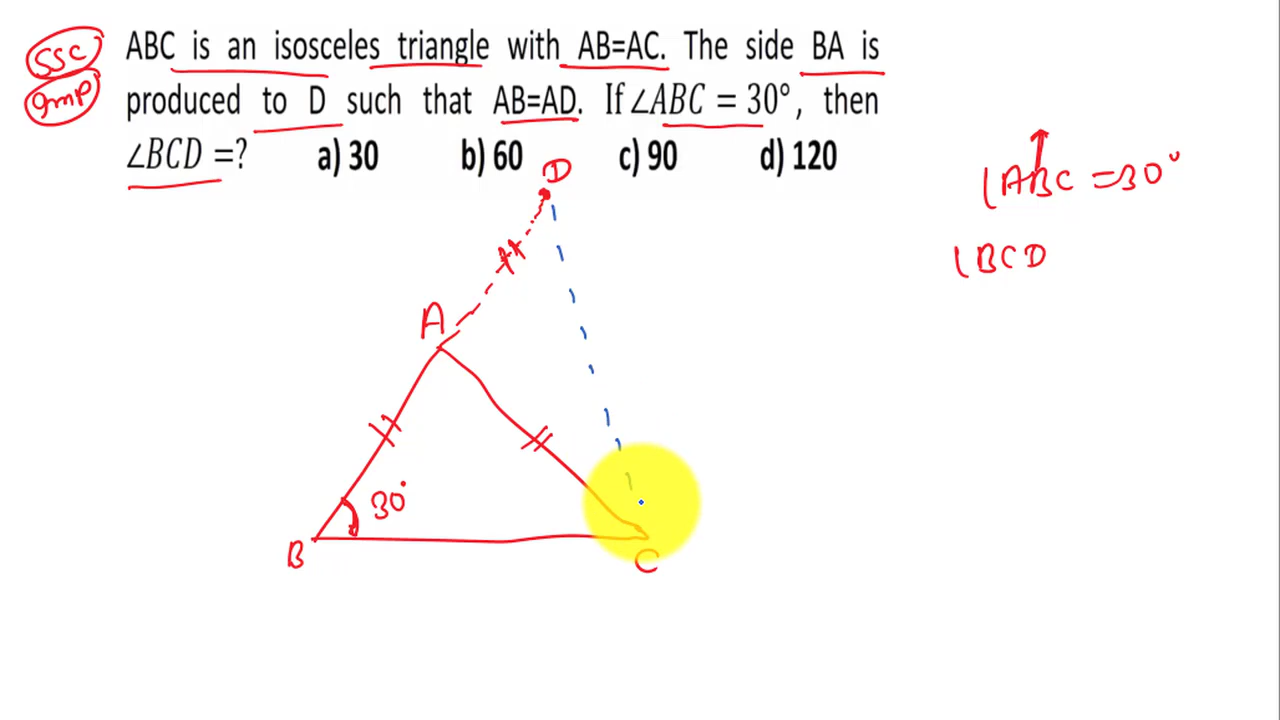 SSC
ABC is an isosceles triangle with AB=AC. The side BA is
9mp
produced to D such that AB=AD. If ∠ABC = 30°, then
∠BCD =? a) 30 b) 60 c) 90 d) 120
D
∠ABC = 30°
∠BCD
A
30°
B
C